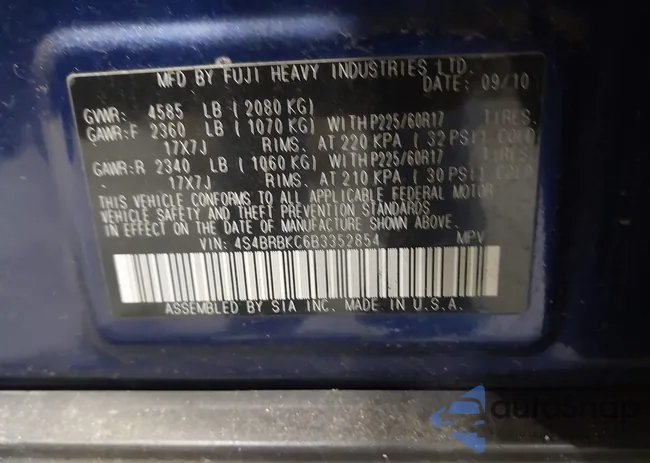 MFD BY FUJI HEAVY INDUSTRIES LTD.
DATE: 09/10
GVWR: 4585 LB ( 2080 KG)
GAWR:F 2360 LB ( 1070 KG) WITH P225/60R17 TIRES.
17X7J RIMS. AT 220 KPA ( 32 PSI) COLD
GAWR:R 2340 LB ( 1060 KG) WITH P225/60R17 TIRES.
- 17X7J RIMS. AT 210 KPA ( 30 PSI) COLD
THIS VEHICLE CONFORMS TO ALL APPLICABLE FEDERAL MOTOR
VEHICLE SAFETY AND THEFT PREVENTION STANDARDS
IN EFFECT ON THE DATE OF MANUFACTURE SHOWN ABOVE.
VIN: 4S4BRBKC6B3352854 MPV
ASSEMBLED BY SIA INC. MADE IN U.S.A.
autoSnap